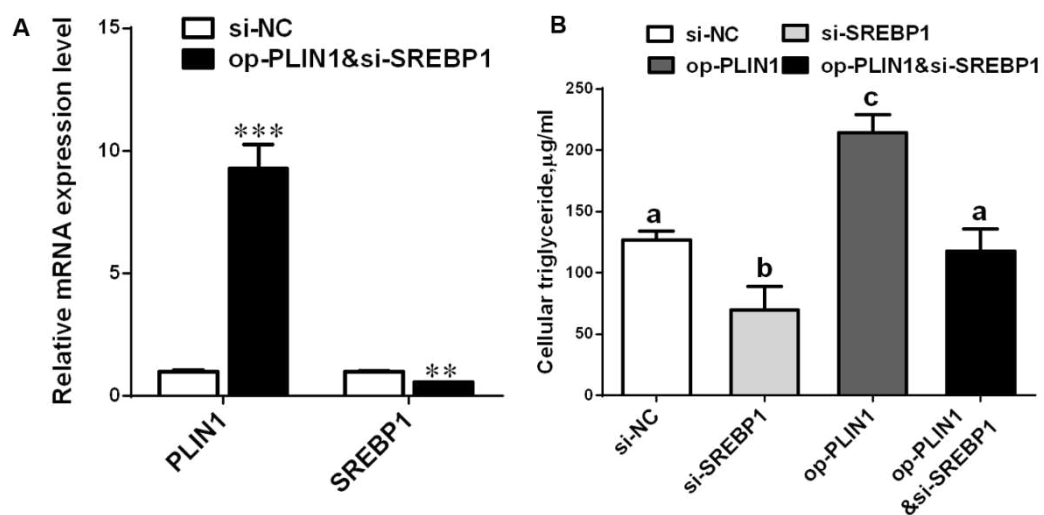 A
si-NC
op-PLIN1&si-SREBP1
Relative mRNA expression level
15
10
5
0
***
**
PLIN1
SREBP1
B
si-NC
si-SREBP1
op-PLIN1
op-PLIN1&si-SREBP1
Cellular triglyceride,μg/ml
250
200
150
100
50
0
a
b
c
a
si-NC
si-SREBP1
op-PLIN1
op-PLIN1
&si-SREBP1